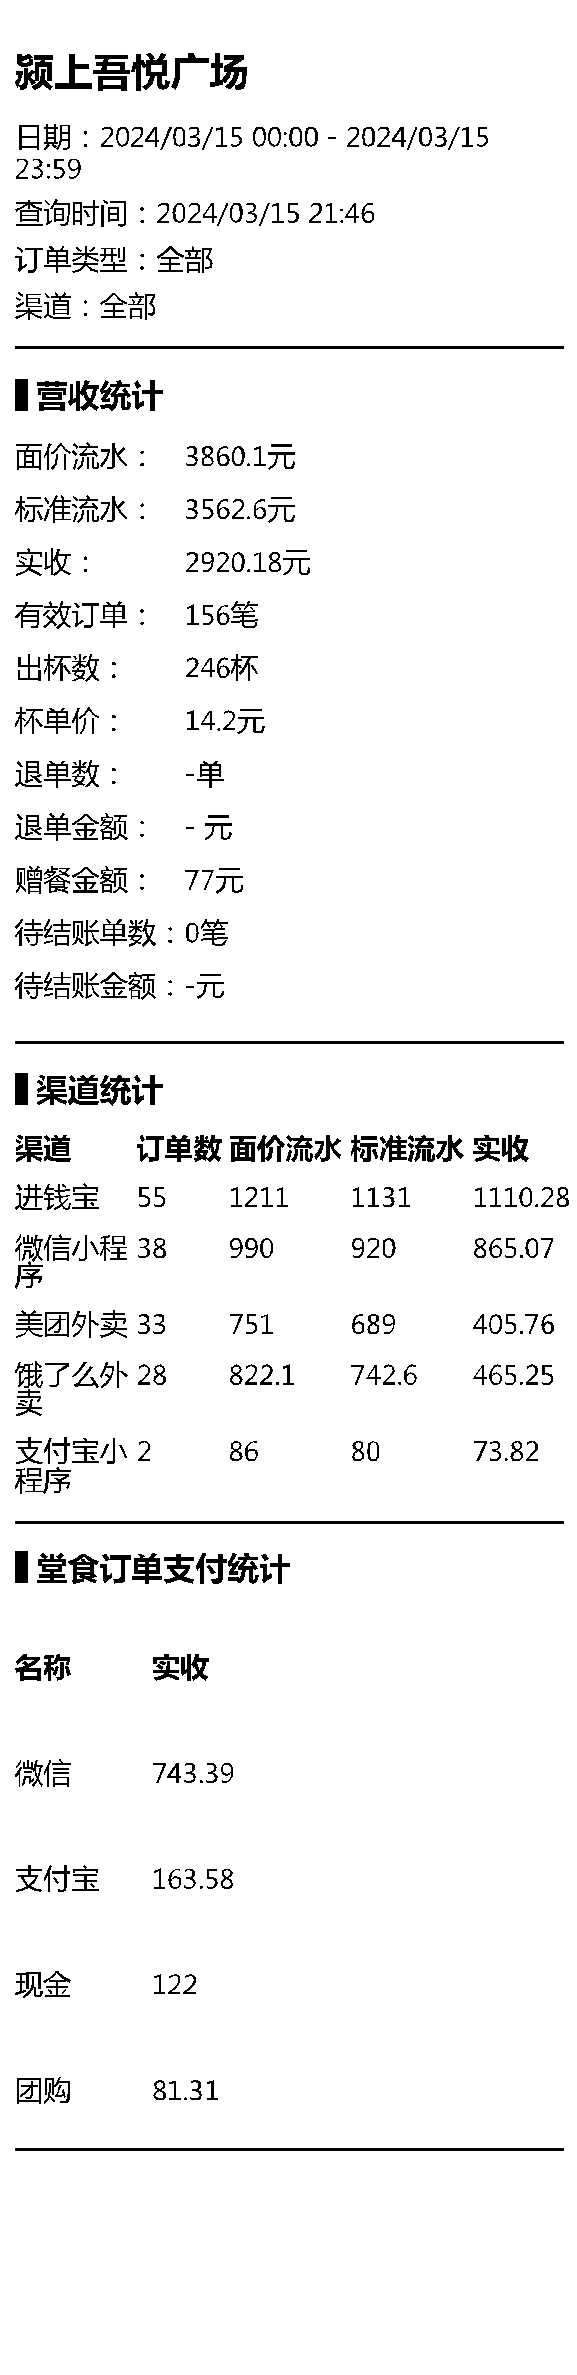 颍上吾悦广场
日期：2024/03/15 00:00 - 2024/03/15
23:59
查询时间：2024/03/15 21:46
订单类型：全部
渠道：全部
营收统计
面价流水： 3860.1元
标准流水： 3562.6元
实收： 2920.18元
有效订单： 156笔
出杯数： 246杯
杯单价： 14.2元
退单数： -单
退单金额： - 元
赠餐金额： 77元
待结账单数：0笔
待结账金额：-元
渠道统计
渠道 订单数 面价流水 标准流水 实收
进钱宝 55 1211 1131 1110.28
微信小程 38 990 920 865.07
序
美团外卖 33 751 689 405.76
饿了么外 28 822.1 742.6 465.25
卖
支付宝小 2 86 80 73.82
程序
堂食订单支付统计
名称 实收
微信 743.39
支付宝 163.58
现金 122
团购 81.31